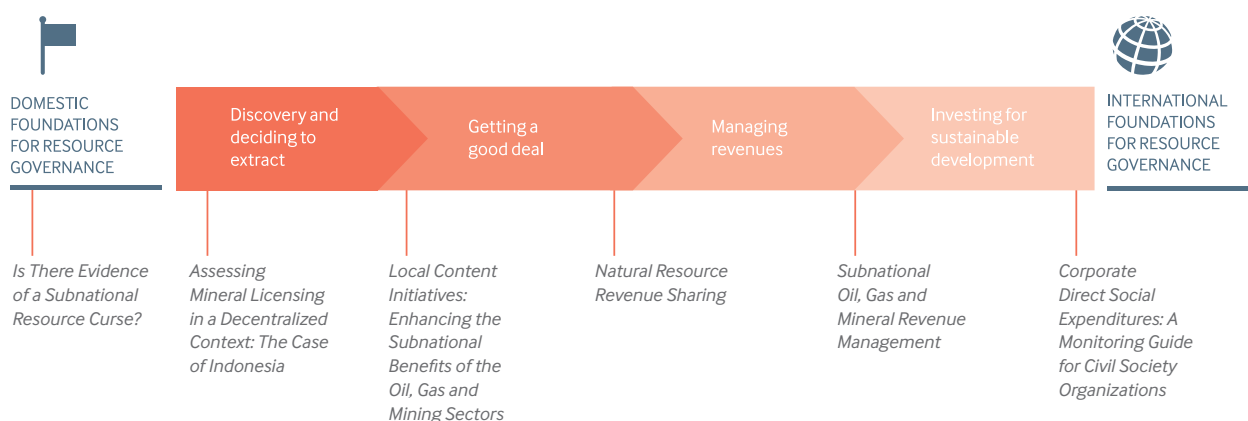 DOMESTIC
FOUNDATIONS
FOR RESOURCE
GOVERNANCE
Discovery and
deciding to
extract
Getting a
good deal
Managing
revenues
Investing for
sustainable
development
INTERNATIONAL
FOUNDATIONS
FOR RESOURCE
GOVERNANCE
Is There Evidence
of a Subnational
Resource Curse?
Assessing
Mineral Licensing
in a Decentralized
Context: The Case
of Indonesia
Local Content
Initiatives:
Enhancing the
Subnational
Benefits of the
Oil, Gas and
Mining Sectors
Natural Resource
Revenue Sharing
Subnational
Oil, Gas and
Mineral Revenue
Management
Corporate
Direct Social
Expenditures: A
Monitoring Guide
for Civil Society
Organizations